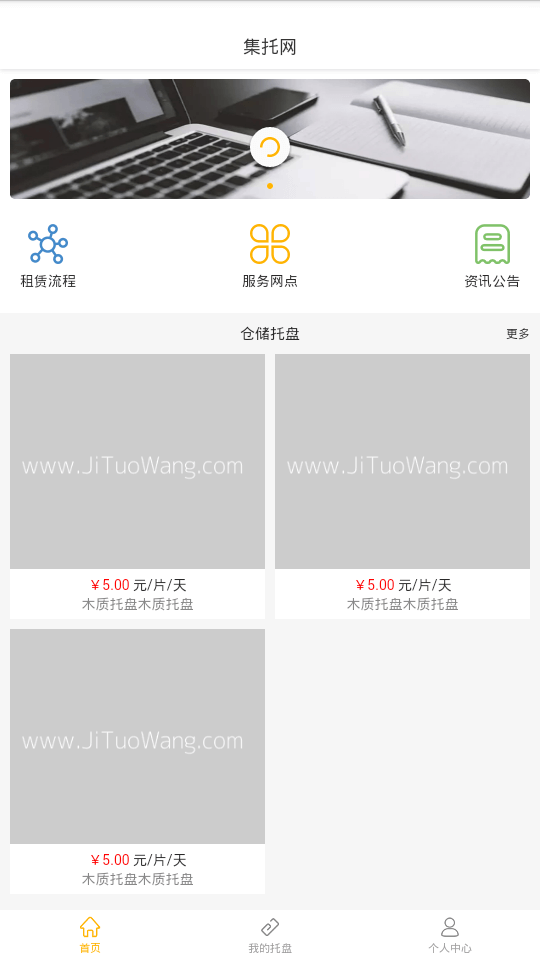 集托网
租赁流程
服务网点
资讯公告
仓储托盘
更多
www.JiTuoWang.com
www.JiTuoWang.com
￥5.00 元/片/天
木质托盘木质托盘
￥5.00 元/片/天
木质托盘木质托盘
www.JiTuoWang.com
￥5.00 元/片/天
木质托盘木质托盘
首页
我的托盘
个人中心